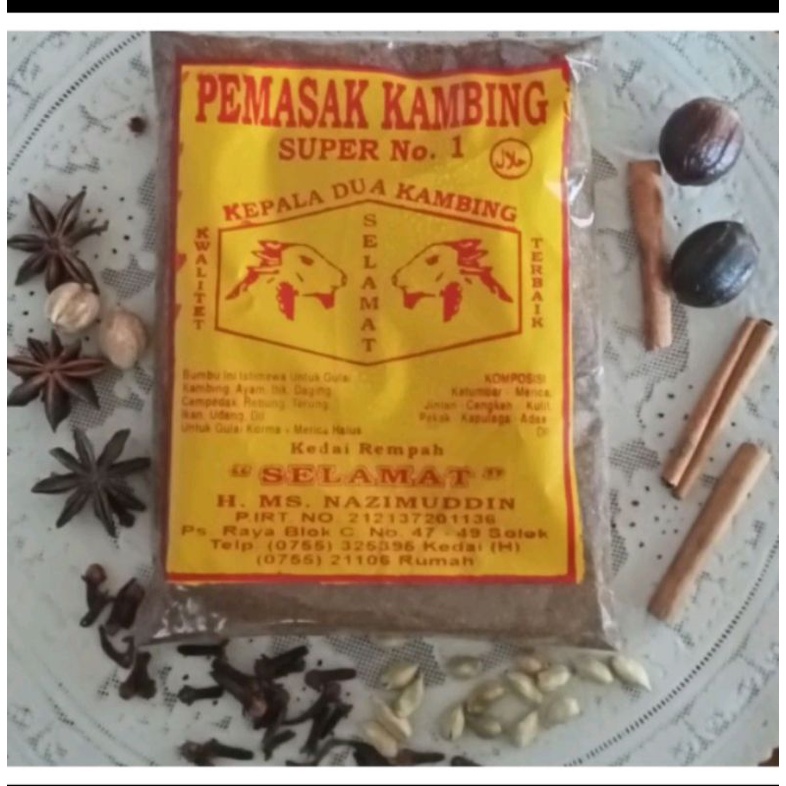 PEMASAK KAMBING
SUPER No. 1
حلال
KEPALA DUA KAMBING
KWALITET
SELAMAT
TERBAIK
Bumbu Ini Istimewa Untuk Gulai
Kambing, Ayam, Itik, Daging
Cempedak, Rebung, Terung,
Ikan, Udang, Dll
Untuk Gulai Korma + Merica Halus
KOMPOSISI
Ketumbar - Merica,
Jintan Cengkeh Kulit,
Pekak Kapulaga Adas
Dll
Kedai Rempah
“SELAMAT”
H. MS. NAZIMUDDIN
P.IRT NO. 212137201136
Ps. Raya Blok C No. 47 - 49 Solok
Telp. (0755) 325395 Kedai (H)
(0755) 21106 Rumah